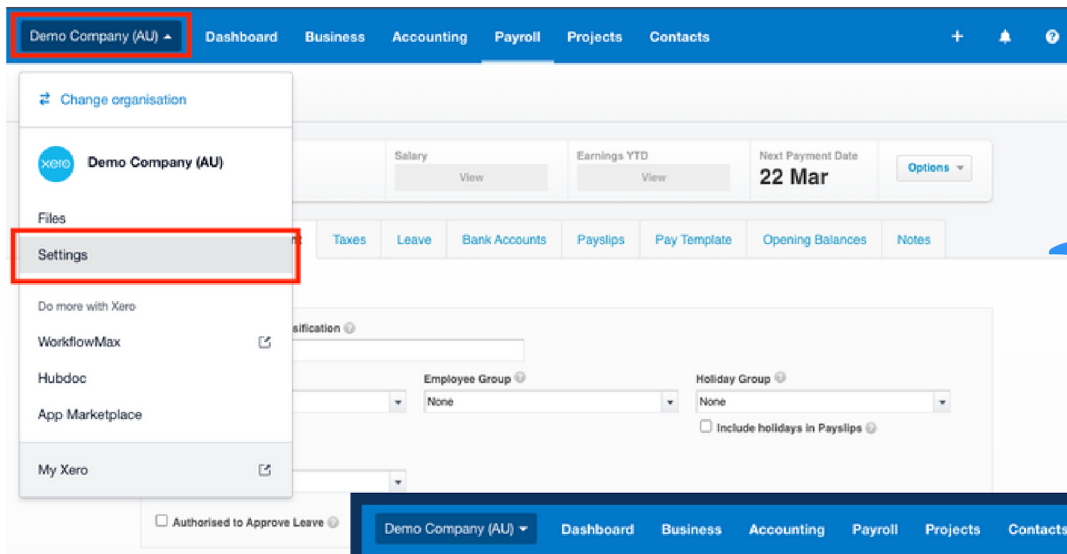 Demo Company (AU) Dashboard Business Accounting Payroll Projects Contacts + ?
Change organisation
xero Demo Company (AU)
Salary Earnings YTD Next Payment Date
View View 22 Mar Options
Files
Taxes Leave Bank Accounts Payslips Pay Template Opening Balances Notes
Settings
Do more with Xero
sification ?
WorkflowMax
Hubdoc Employee Group ? Holiday Group ?
None None
App Marketplace
Include holidays in Payslips ?
My Xero
Authorised to Approve Leave ?
Demo Company (AU) Dashboard Business Accounting Payroll Projects Contacts